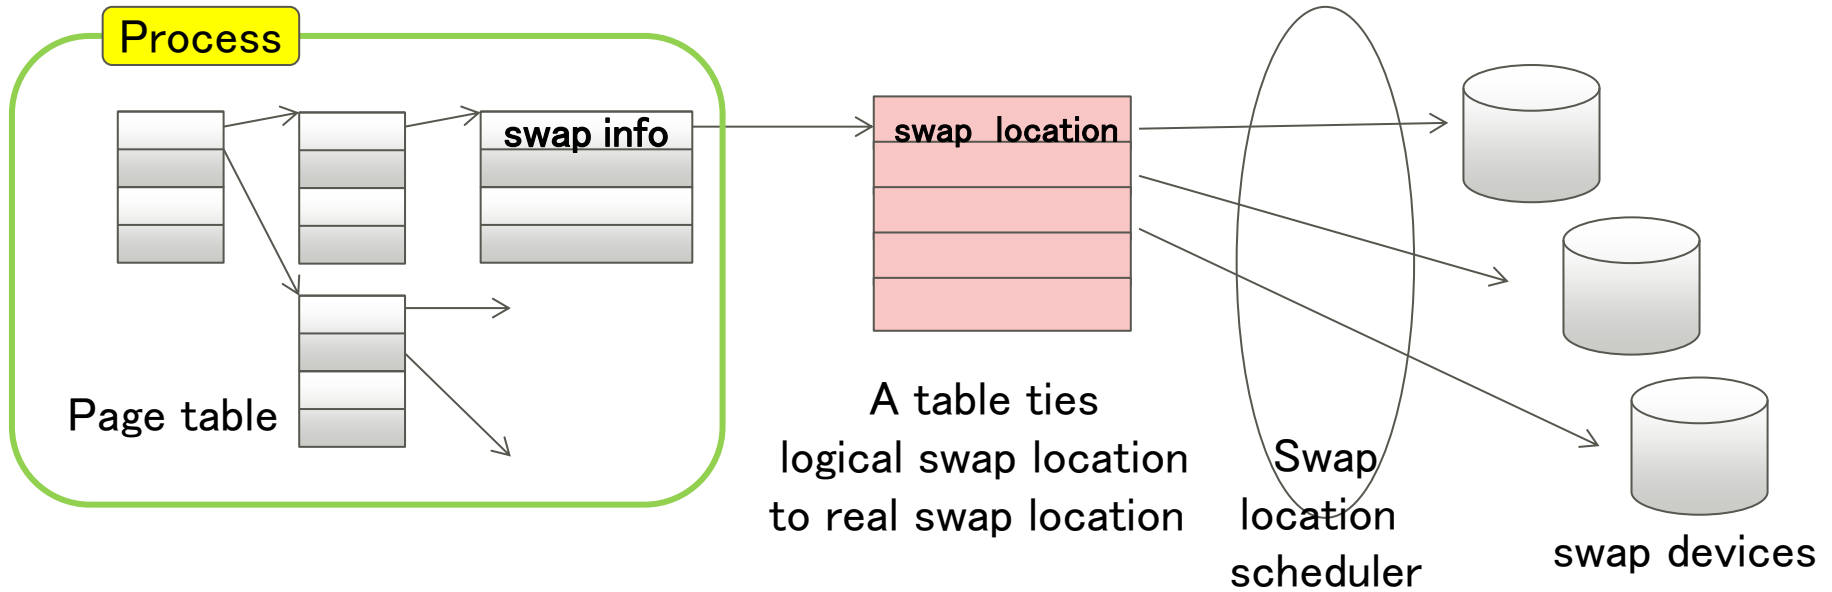 Process
swap info
swap location
Page table
A table ties
logical swap location
to real swap location
Swap
location
scheduler
swap devices